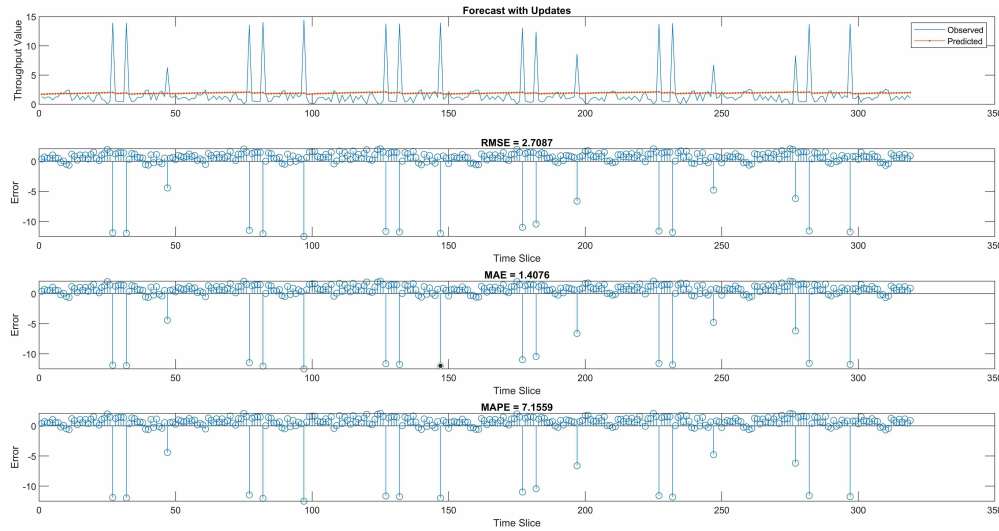 Forecast with Updates
Throughput Value
15
10
5
0
0 50 100 150 200 250 300 350
Observed
Predicted
RMSE = 2.7087
Error
0
-5
-10
0 50 100 150 200 250 300 350
Time Slice
MAE = 1.4076
Error
0
-5
-10
0 50 100 150 200 250 300 350
Time Slice
MAPE = 7.1559
Error
0
-5
-10
0 50 100 150 200 250 300 350
Time Slice